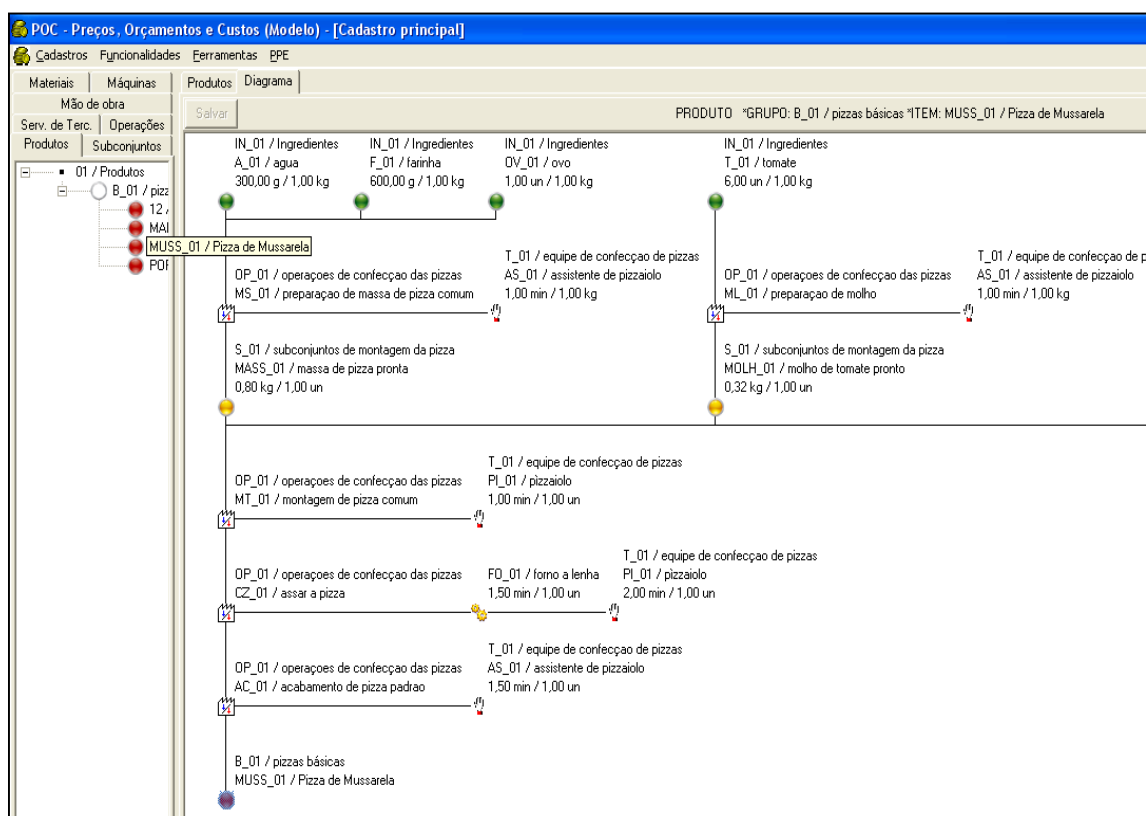 POC - Preços, Orçamentos e Custos (Modelo) - [Cadastro principal]
Cadastros Funcionalidades Ferramentas PPE
Materiais Máquinas
Mão de obra
Serv. de Terc. Operações
Produtos Subconjuntos
01 / Produtos
B_01 / pizz
12
MAI
MUSS_01 / Pizza de Mussarela
POF
Produtos Diagrama
Salvar
PRODUTO *GRUPO: B_01 / pizzas básicas *ITEM: MUSS_01 / Pizza de Mussarela
IN_01 / Ingredientes
A_01 / agua
300,00 g / 1,00 kg
IN_01 / Ingredientes
F_01 / farinha
600,00 g / 1,00 kg
IN_01 / Ingredientes
OV_01 / ovo
1,00 un / 1,00 kg
IN_01 / Ingredientes
T_01 / tomate
6,00 un / 1,00 kg
OP_01 / operaçoes de confecçao das pizzas
MS_01 / preparaçao de massa de pizza comum
T_01 / equipe de confecçao de pizzas
AS_01 / assistente de pizzaiolo
1,00 min / 1,00 kg
OP_01 / operaçoes de confecçao das pizzas
ML_01 / preparaçao de molho
T_01 / equipe de confecçao de p
AS_01 / assistente de pizzaiolo
1,00 min / 1,00 kg
S_01 / subconjuntos de montagem da pizza
MASS_01 / massa de pizza pronta
0,80 kg / 1,00 un
S_01 / subconjuntos de montagem da pizza
MOLH_01 / molho de tomate pronto
0,32 kg / 1,00 un
OP_01 / operaçoes de confecçao das pizzas
MT_01 / montagem de pizza comum
T_01 / equipe de confecçao de pizzas
PI_01 / pizzaiolo
1,00 min / 1,00 un
OP_01 / operaçoes de confecçao das pizzas
CZ_01 / assar a pizza
FO_01 / forno a lenha
1,50 min / 1,00 un
T_01 / equipe de confecçao de pizzas
PI_01 / pizzaiolo
2,00 min / 1,00 un
OP_01 / operaçoes de confecçao das pizzas
AC_01 / acabamento de pizza padrao
T_01 / equipe de confecçao de pizzas
AS_01 / assistente de pizzaiolo
1,50 min / 1,00 un
B_01 / pizzas básicas
MUSS_01 / Pizza de Mussarela